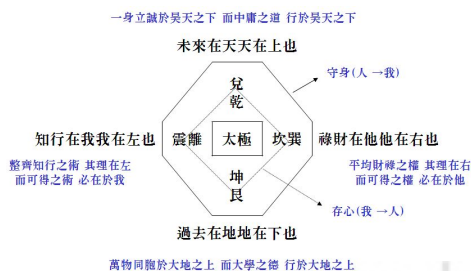 一身立誠於昊天之下 而中庸之道 行於昊天之下
未來在天天在上也
守身(人 →我)
兌
乾
知行在我我在左也 震離 太極 坎巽 祿財在他他在右也
整齊知行之術 其理在左
而可得之術 必在於我
平均財祿之權 其理在右
而可得之權 必在於他
坤
艮
存心(我 →人)
過去在地地在下也
萬物同胞於大地之上 而大學之德 行於大地之上